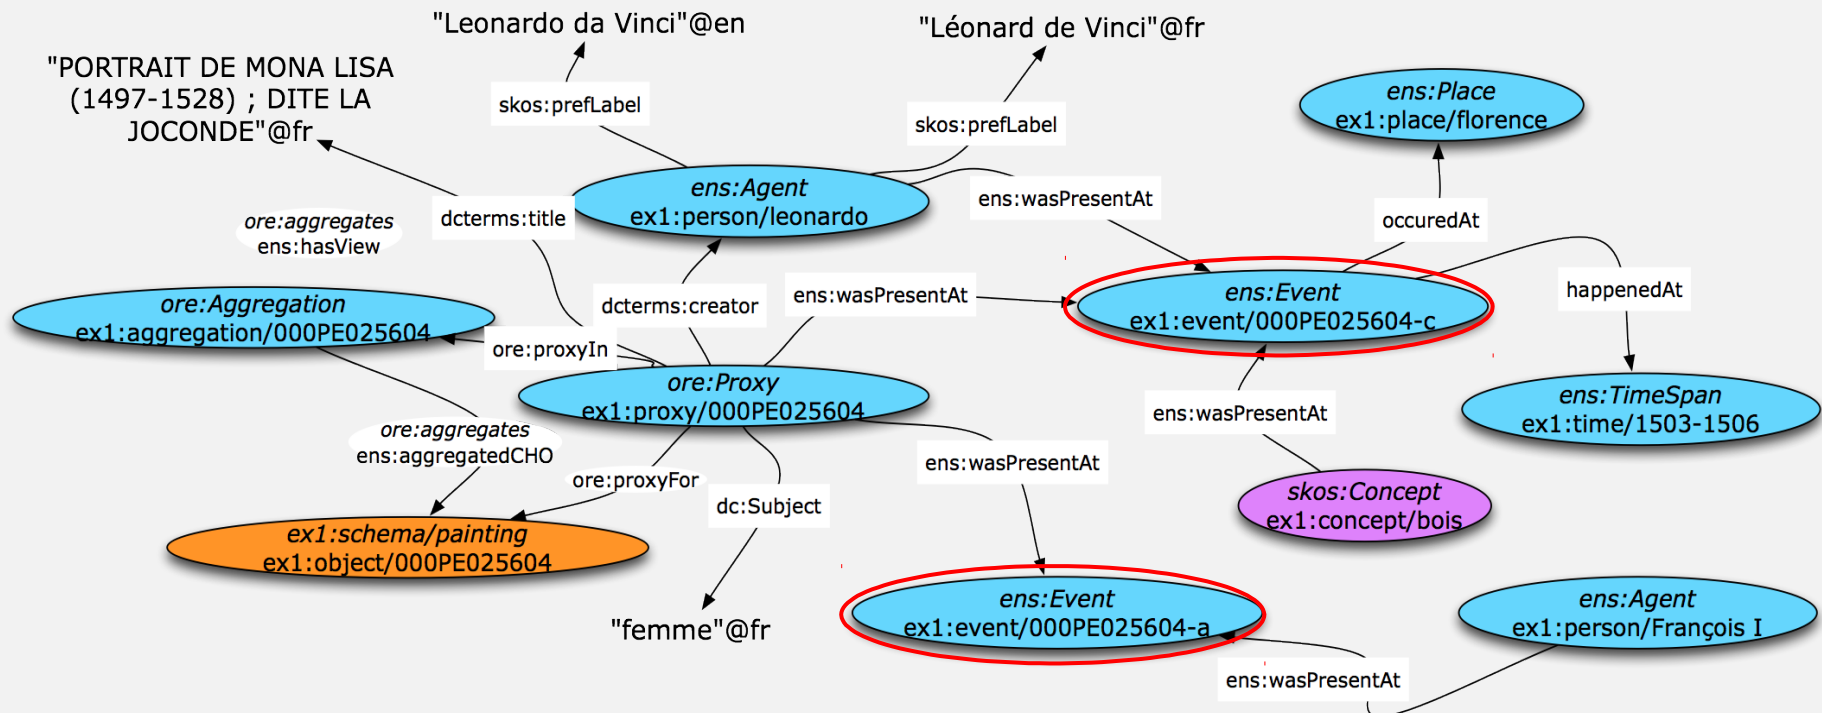 "Leonardo da Vinci"@en
"Léonard de Vinci"@fr
"PORTRAIT DE MONA LISA
(1497-1528) ; DITE LA
JOCONDE"@fr
skos:prefLabel
skos:prefLabel
ens:Place
ex1:place/florence
ens:Agent
ex1:person/leonardo
ens:wasPresentAt
occuredAt
dcterms:title
ore:aggregates
ens:hasView
ore:Aggregation
ex1:aggregation/000PE025604
dcterms:creator
ens:wasPresentAt
ens:Event
ex1:event/000PE025604-c
happenedAt
ore:proxyIn
ore:Proxy
ex1:proxy/000PE025604
ens:wasPresentAt
ens:TimeSpan
ex1:time/1503-1506
ore:aggregates
ens:aggregatedCHO
ore:proxyFor
dc:Subject
ens:wasPresentAt
skos:Concept
ex1:concept/bois
ex1:schema/painting
ex1:object/000PE025604
"femme"@fr
ens:Event
ex1:event/000PE025604-a
ens:Agent
ex1:person/François I
ens:wasPresentAt